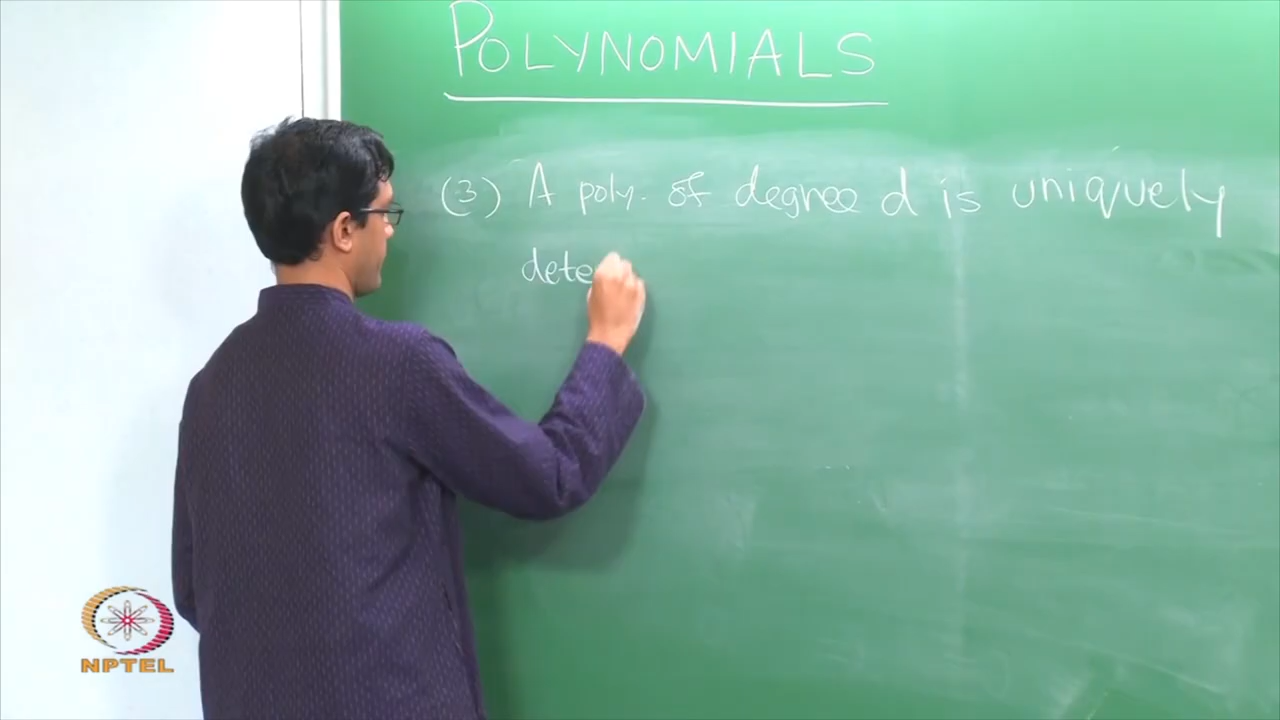 POLYNOMIALS
(3) A poly. of degree d is uniquely
dete
NPTEL